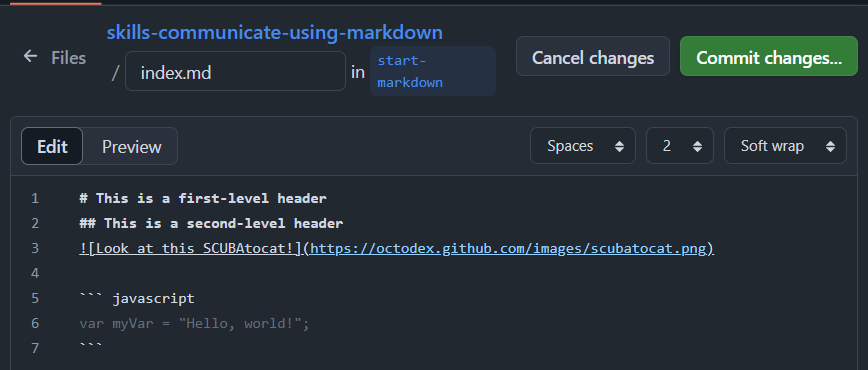 skills-communicate-using-markdown
← Files / index.md in start-markdown Cancel changes Commit changes...
Edit Preview Spaces 2 Soft wrap
1 # This is a first-level header
2 ## This is a second-level header
3 ![Look at this SCUBAtocat!](https://octodex.github.com/images/scubatocat.png)
4
5 ``` javascript
6 var myVar = "Hello, world!";
7 ```